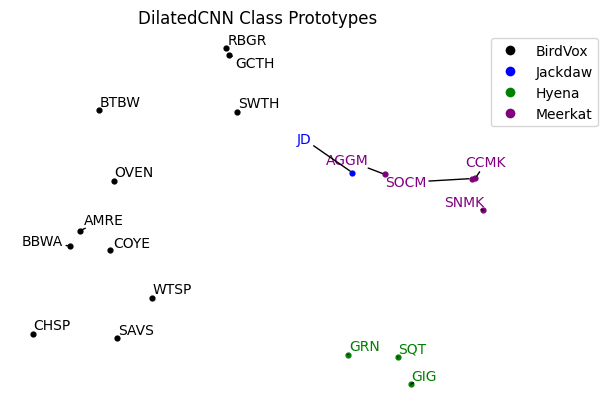 DilatedCNN Class Prototypes
RBGR
GCTH
BirdVox
Jackdaw
Hyena
Meerkat
BTBW
SWTH
JD
AGGM
CCMK
OVEN
SOCM
SNMK
AMRE
BBWA
COYE
WTSP
CHSP
SAVS
GRN
SQT
GIG